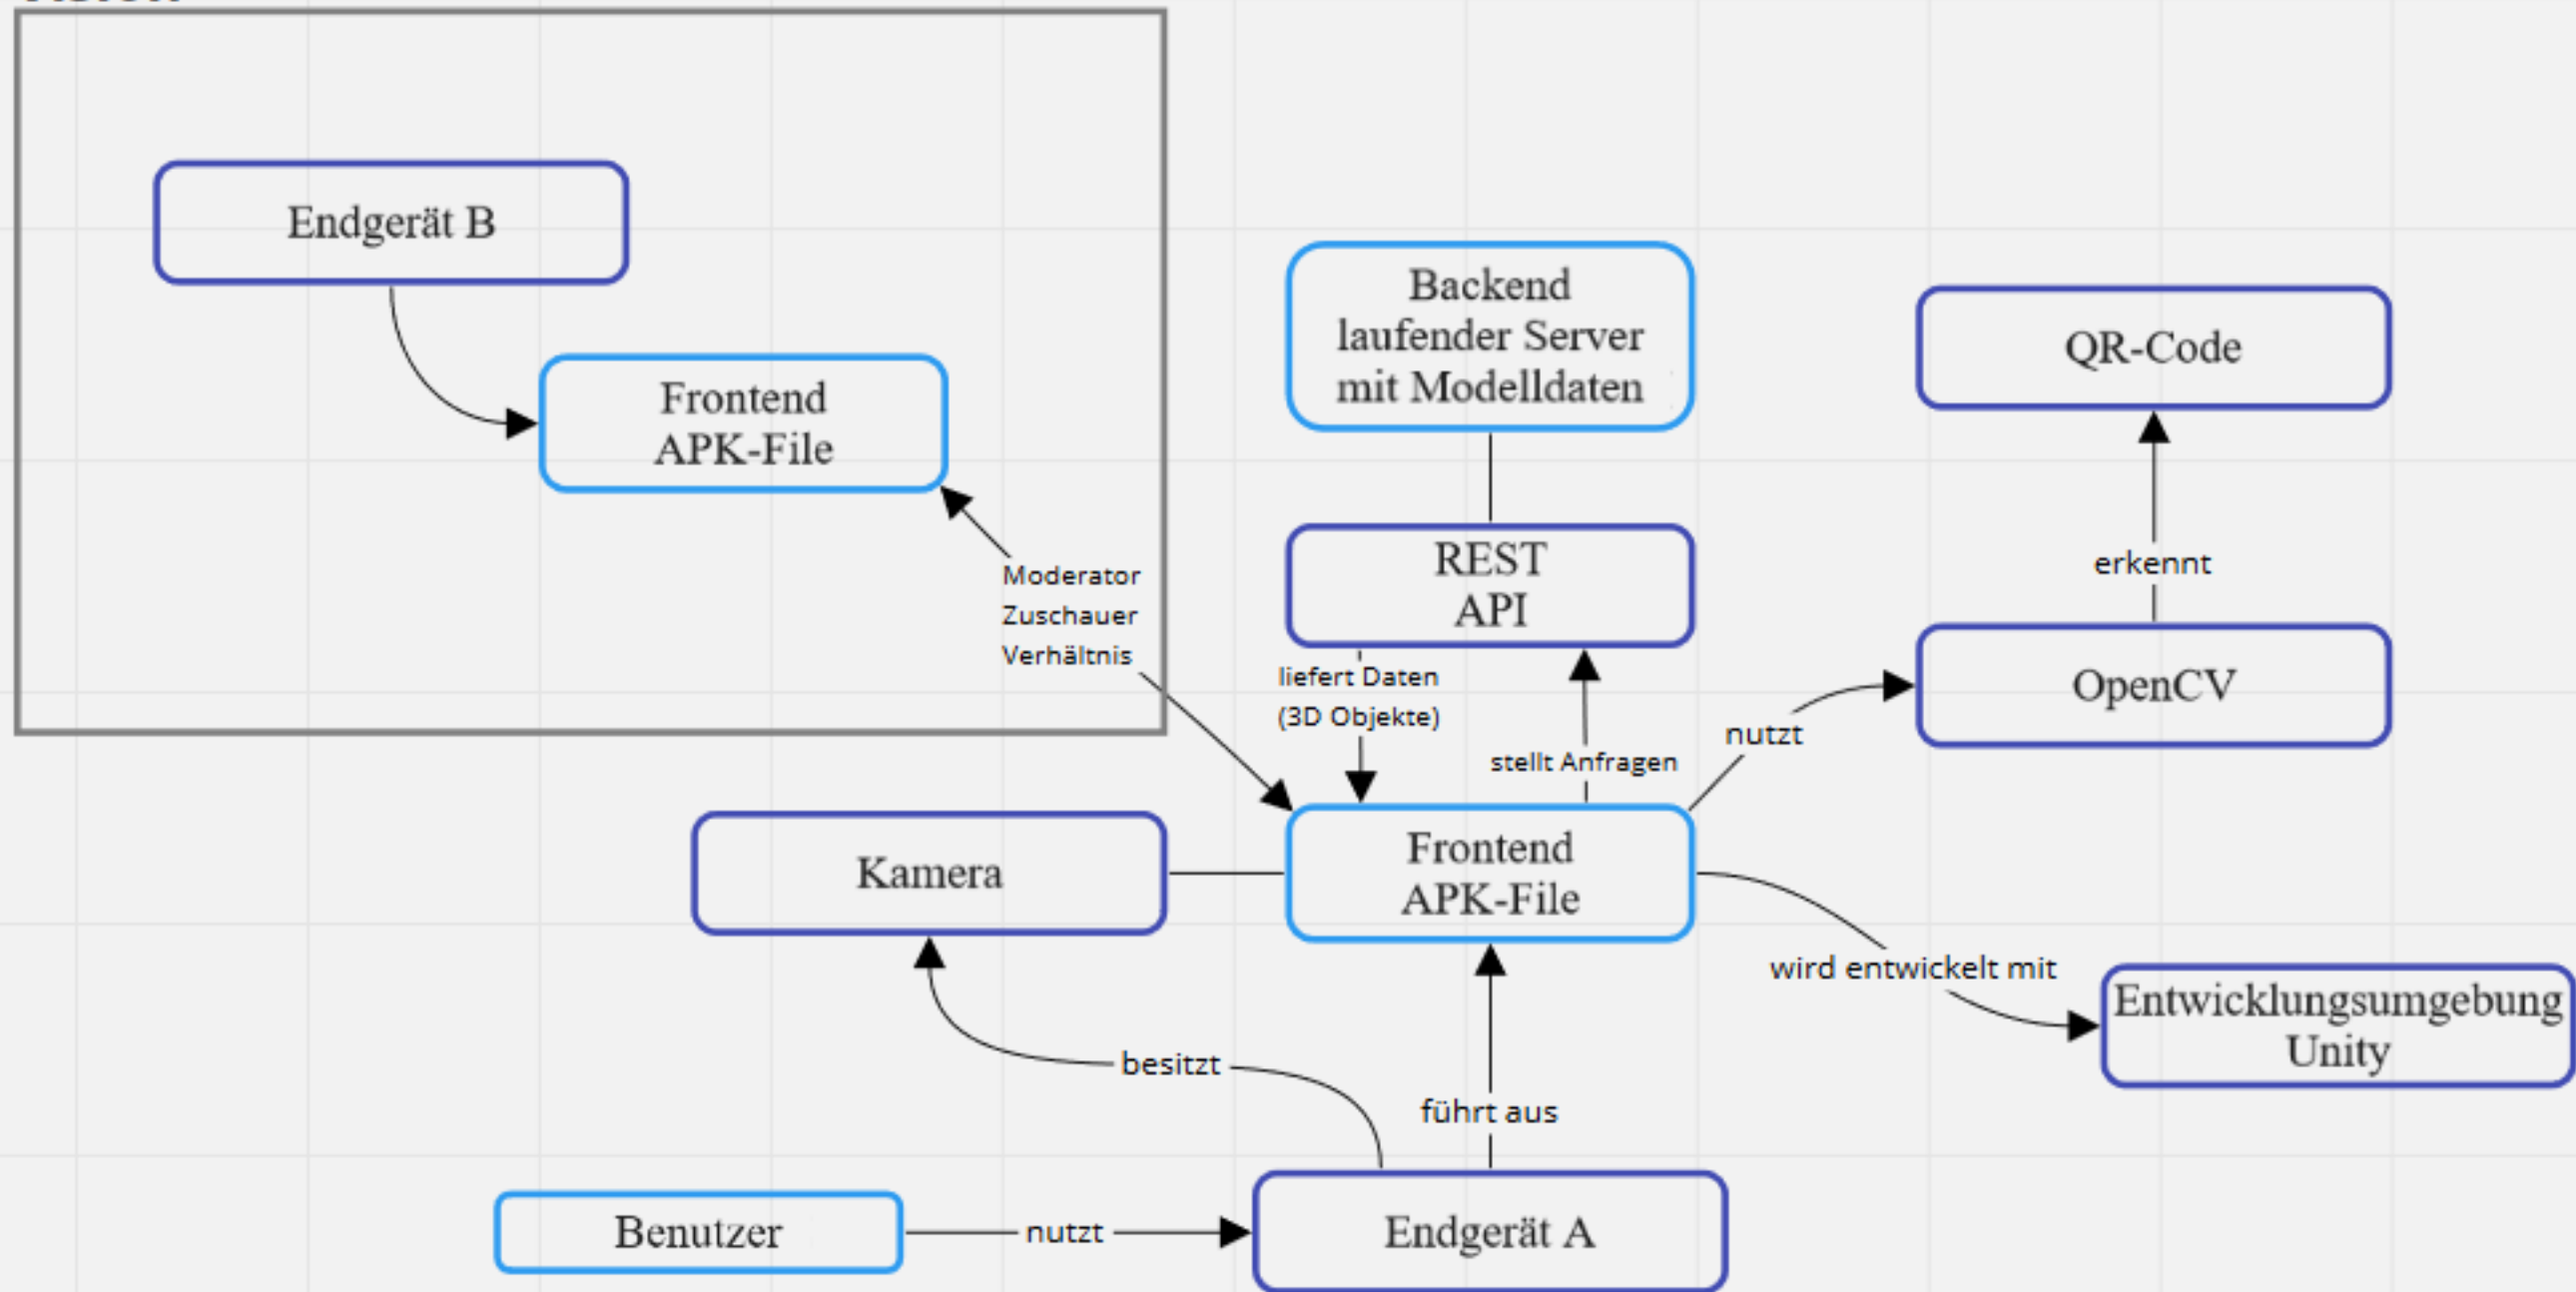 Endgerät B
Frontend
APK-File
Moderator
Zuschauer
Verhältnis
Backend
laufender Server
mit Modelldaten
REST
API
liefert Daten
(3D Objekte)
stellt Anfragen
QR-Code
erkennt
OpenCV
nutzt
Kamera
Frontend
APK-File
wird entwickelt mit
Entwicklungsumgebung
Unity
besitzt
führt aus
Benutzer
nutzt
Endgerät A